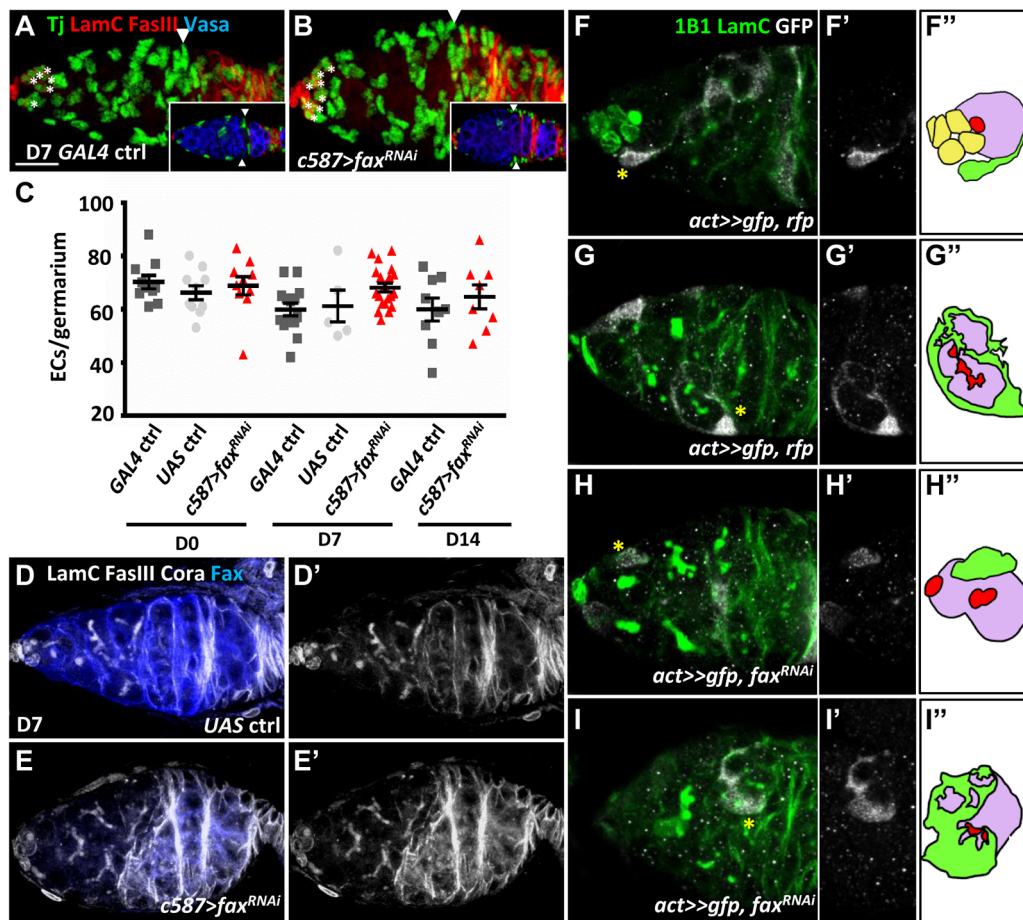 A
Tj LamC FasIII Vasa
D7 GAL4 ctrl
B
c587>fax^RNAi
C
ECs/germarium
100
80
60
40
20
GAL4 ctrl
UAS ctrl
c587>fax^RNAi
GAL4 ctrl
UAS ctrl
c587>fax^RNAi
GAL4 ctrl
c587>fax^RNAi
D0
D7
D14
D
LamC FasIII Cora Fax
D7
UAS ctrl
D'
E
c587>fax^RNAi
E'
F
1B1 LamC GFP
act>>gfp, rfp
F'
F"
G
act>>gfp, rfp
G'
G"
H
act>>gfp, fax^RNAi
H'
H"
I
act>>gfp, fax^RNAi
I'
I"